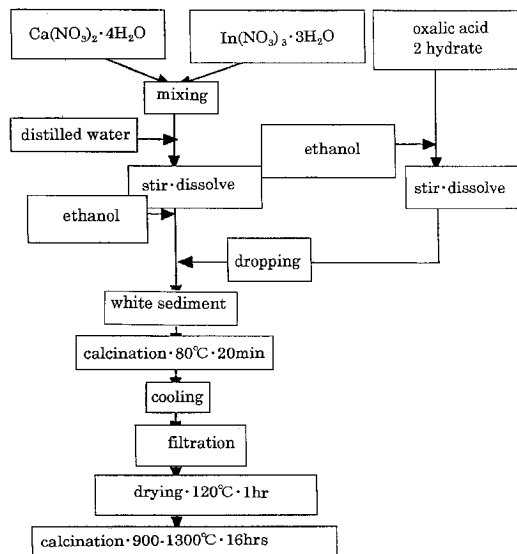 Ca(NO₃)₂·4H₂O
In(NO₃)₃·3H₂O
oxalic acid
2 hydrate
mixing
distilled water
ethanol
stir·dissolve
stir·dissolve
ethanol
dropping
white sediment
calcination·80℃·20min
cooling
filtration
drying·120℃·1hr
calcination·900-1300℃·16hrs